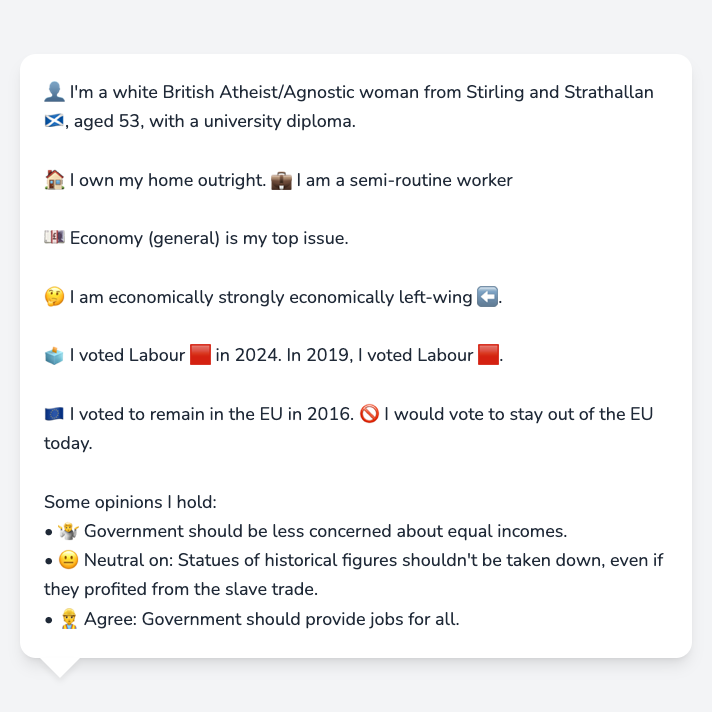 👤 I'm a white British Atheist/Agnostic woman from Stirling and Strathallan
🏴󠁧󠁢󠁳󠁣󠁴󠁿, aged 53, with a university diploma.
🏠 I own my home outright. 💼 I am a semi-routine worker
💷 Economy (general) is my top issue.
🤔 I am economically strongly economically left-wing ⬅️.
🗳️ I voted Labour 🟥 in 2024. In 2019, I voted Labour 🟥.
🇪🇺 I voted to remain in the EU in 2016. 🚫 I would vote to stay out of the EU
today.
Some opinions I hold:
• 🤷 Government should be less concerned about equal incomes.
• 😐 Neutral on: Statues of historical figures shouldn't be taken down, even if
they profited from the slave trade.
• 👷 Agree: Government should provide jobs for all.